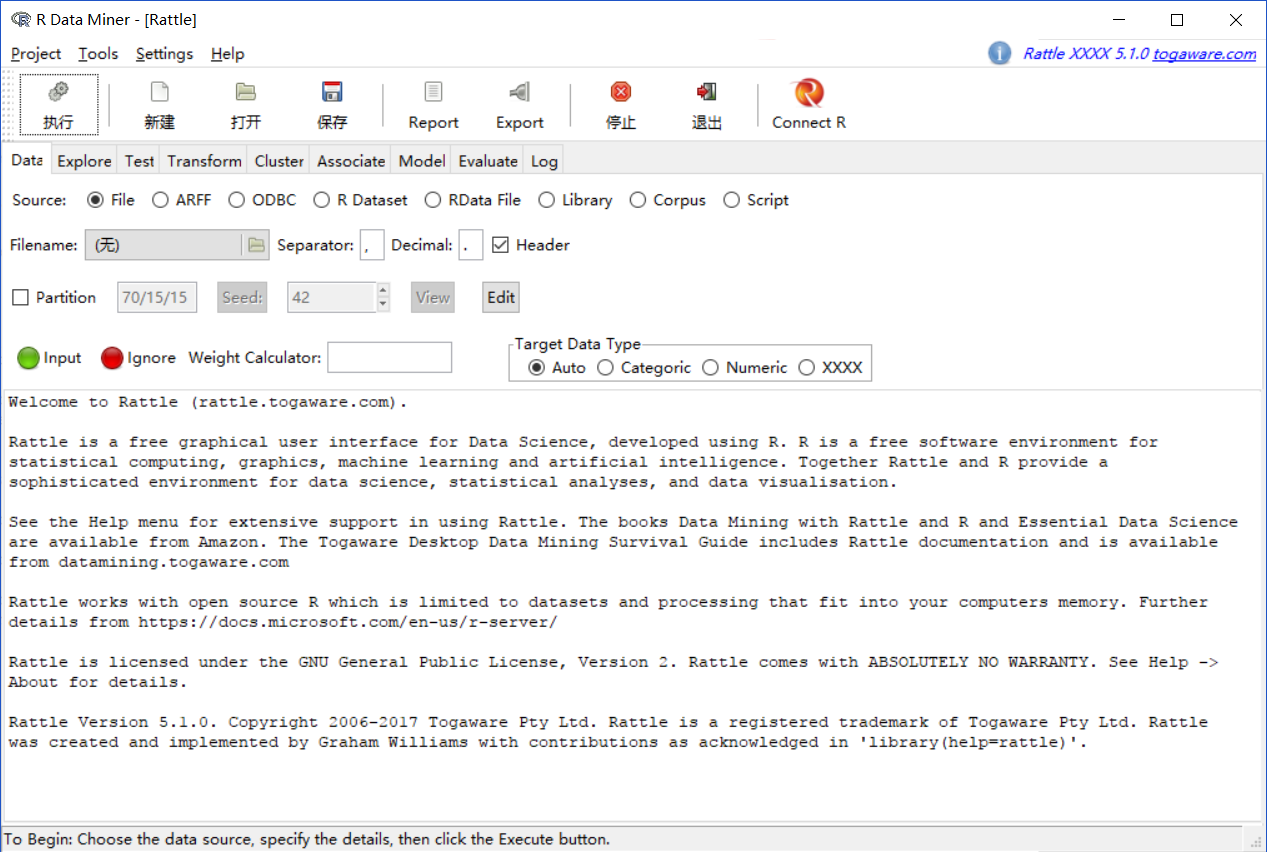 R Data Miner - [Rattle]
Project Tools Settings Help
Rattle XXXX 5.1.0 togaware.com
执行 新建 打开 保存 Report Export 停止 退出 Connect R
Data Explore Test Transform Cluster Associate Model Evaluate Log
Source: File ARFF ODBC R Dataset RData File Library Corpus Script
Filename: (无) Separator: , Decimal: . Header
Partition 70/15/15 Seed: 42 View Edit
Target Data Type
Input Ignore Weight Calculator: Auto Categoric Numeric XXXX
Welcome to Rattle (rattle.togaware.com).
Rattle is a free graphical user interface for Data Science, developed using R. R is a free software environment for
statistical computing, graphics, machine learning and artificial intelligence. Together Rattle and R provide a
sophisticated environment for data science, statistical analyses, and data visualisation.
See the Help menu for extensive support in using Rattle. The books Data Mining with Rattle and R and Essential Data Science
are available from Amazon. The Togaware Desktop Data Mining Survival Guide includes Rattle documentation and is available
from datamining.togaware.com
Rattle works with open source R which is limited to datasets and processing that fit into your computers memory. Further
details from https://docs.microsoft.com/en-us/r-server/
Rattle is licensed under the GNU General Public License, Version 2. Rattle comes with ABSOLUTELY NO WARRANTY. See Help ->
About for details.
Rattle Version 5.1.0. Copyright 2006-2017 Togaware Pty Ltd. Rattle is a registered trademark of Togaware Pty Ltd. Rattle
was created and implemented by Graham Williams with contributions as acknowledged in 'library(help=rattle)'.
To Begin: Choose the data source, specify the details, then click the Execute button.